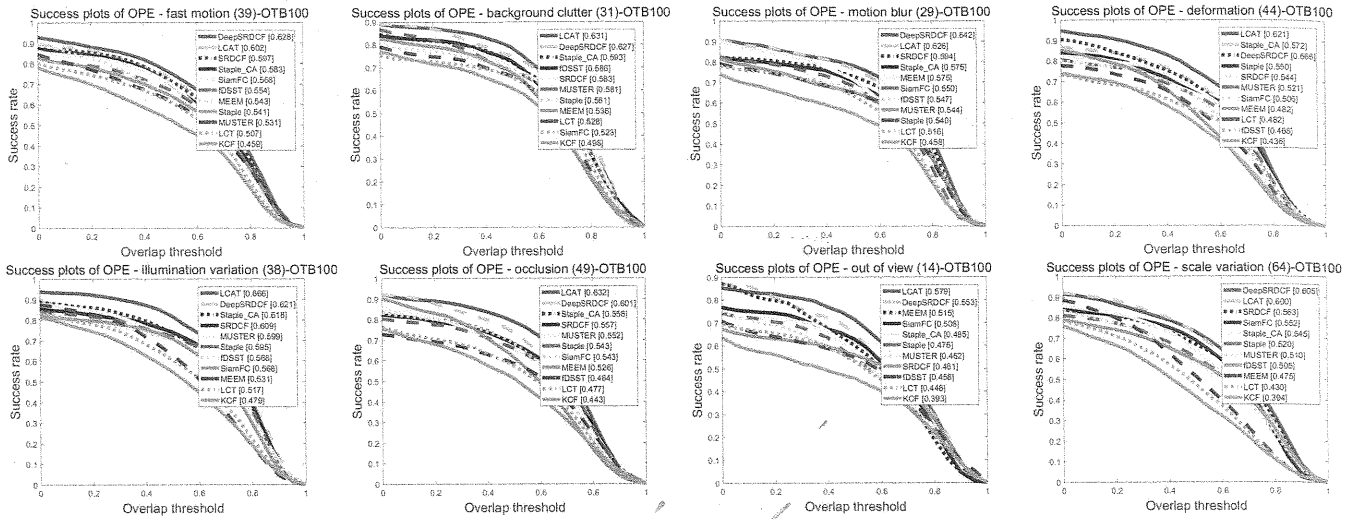 Success plots of OPE - fast motion (39)-OTB100
DeepSRDCF [0.628]
LCAT [0.602]
SRDCF [0.597]
Staple_CA [0.583]
SiamFC [0.568]
fDSST [0.554]
MEEM [0.543]
Staple [0.541]
MUSTER [0.531]
LCT [0.507]
KCF [0.459]
Success rate
Overlap threshold
Success plots of OPE - background clutter (31)-OTB100
LCAT [0.631]
DeepSRDCF [0.627]
Staple_CA [0.593]
fDSST [0.586]
SRDCF [0.583]
MUSTER [0.581]
Staple [0.561]
MEEM [0.536]
LCT [0.528]
SiamFC [0.523]
KCF [0.498]
Success rate
Overlap threshold
Success plots of OPE - motion blur (29)-OTB100
DeepSRDCF [0.642]
LCAT [0.626]
SRDCF [0.594]
Staple_CA [0.575]
MEEM [0.575]
SiamFC [0.550]
fDSST [0.547]
MUSTER [0.544]
Staple [0.540]
LCT [0.516]
KCF [0.458]
Success rate
Overlap threshold
Success plots of OPE - deformation (44)-OTB100
LCAT [0.621]
Staple_CA [0.572]
DeepSRDCF [0.566]
Staple [0.550]
SRDCF [0.544]
MUSTER [0.521]
SiamFC [0.506]
MEEM [0.482]
LCT [0.482]
fDSST [0.468]
KCF [0.436]
Success rate
Overlap threshold
Success plots of OPE - illumination variation (38)-OTB100
LCAT [0.666]
DeepSRDCF [0.621]
Staple_CA [0.618]
SRDCF [0.609]
MUSTER [0.599]
Staple [0.595]
fDSST [0.568]
SiamFC [0.568]
MEEM [0.531]
LCT [0.517]
KCF [0.479]
Success rate
Overlap threshold
Success plots of OPE - occlusion (49)-OTB100
LCAT [0.632]
DeepSRDCF [0.601]
Staple_CA [0.558]
SRDCF [0.557]
MUSTER [0.552]
Staple [0.543]
SiamFC [0.543]
MEEM [0.526]
fDSST [0.484]
LCT [0.477]
KCF [0.443]
Success rate
Overlap threshold
Success plots of OPE - out of view (14)-OTB100
LCAT [0.579]
DeepSRDCF [0.553]
MEEM [0.515]
SiamFC [0.506]
Staple_CA [0.485]
Staple [0.476]
MUSTER [0.462]
SRDCF [0.461]
fDSST [0.456]
LCT [0.448]
KCF [0.393]
Success rate
Overlap threshold
Success plots of OPE - scale variation (64)-OTB100
DeepSRDCF [0.605]
LCAT [0.600]
SRDCF [0.563]
SiamFC [0.552]
Staple_CA [0.545]
Staple [0.520]
MUSTER [0.510]
fDSST [0.505]
MEEM [0.475]
LCT [0.430]
KCF [0.394]
Success rate
Overlap threshold